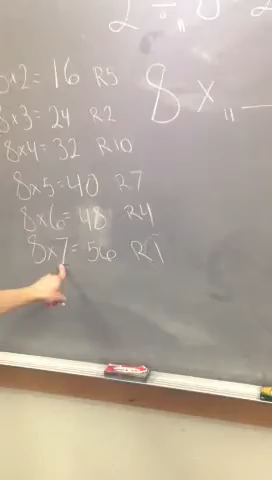 2 ÷ "
8 x "
8x2= 16 R5
8x3= 24 R2
8x4= 32 R10
8x5=40 R7
8x6= 48 R4
8x7= 56 R1